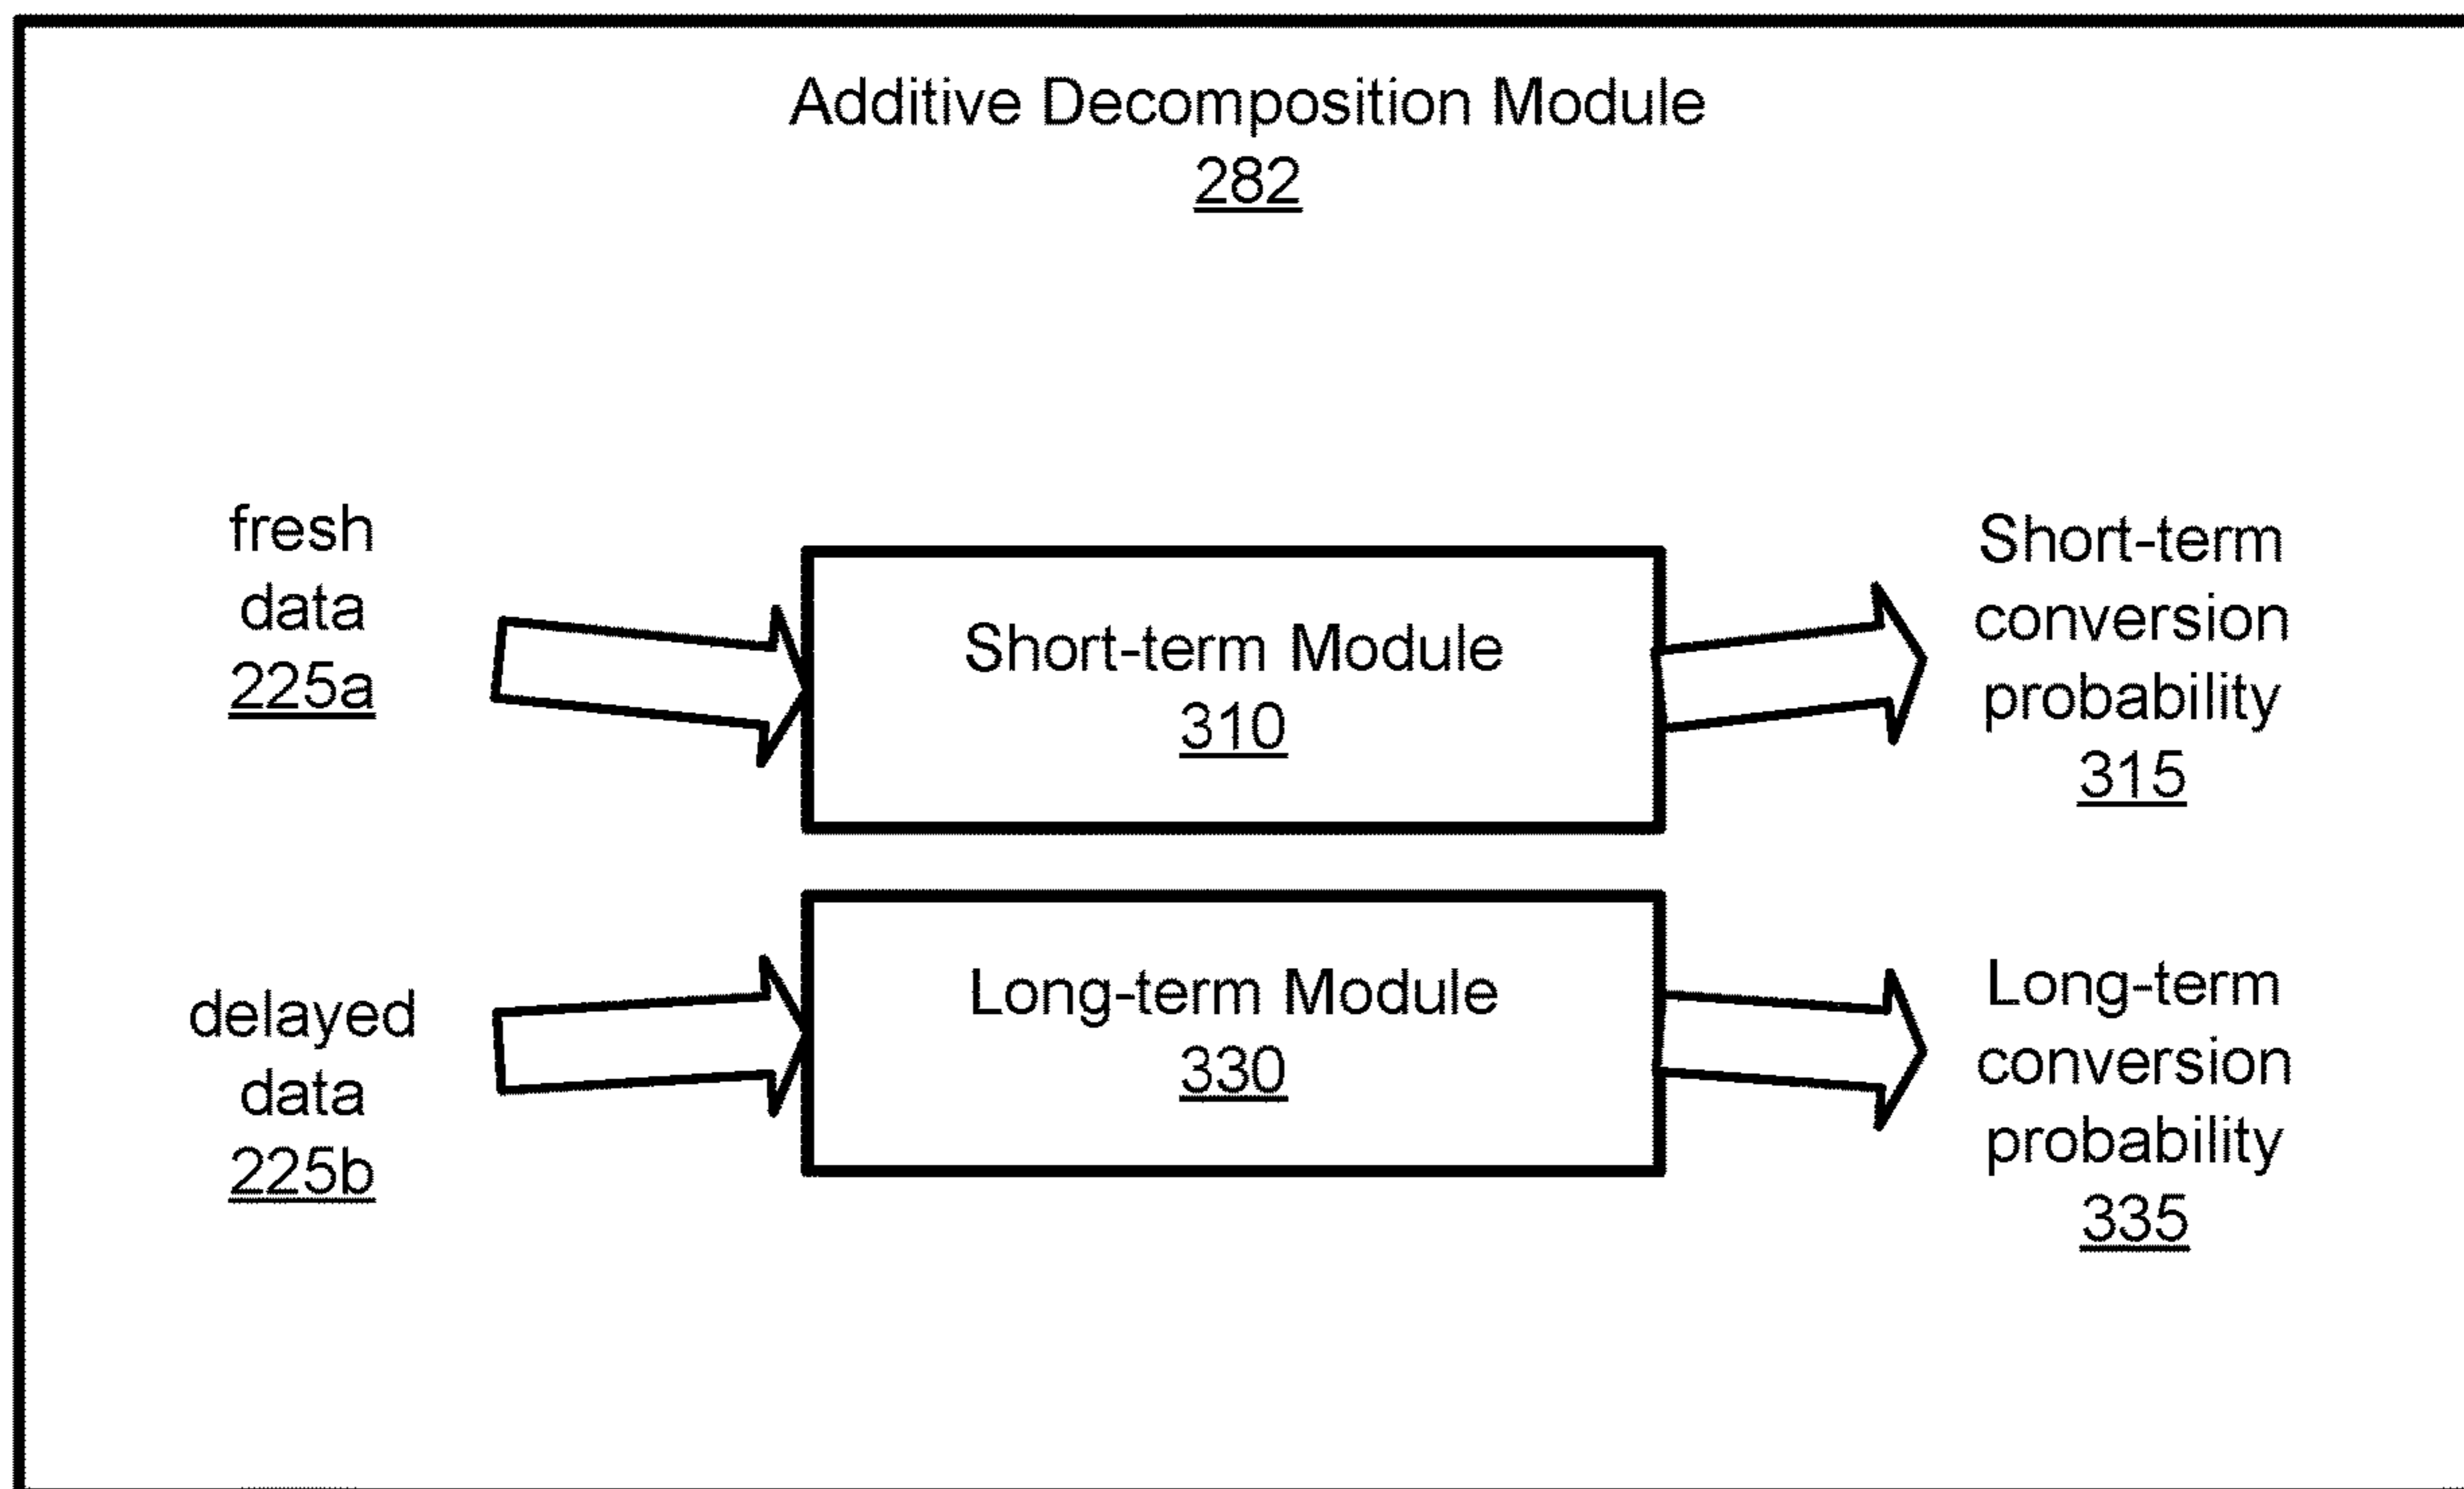 Additive Decomposition Module
282
fresh
data
225a
Short-term Module
310
Short-term
conversion
probability
315
delayed
data
225b
Long-term Module
330
Long-term
conversion
probability
335